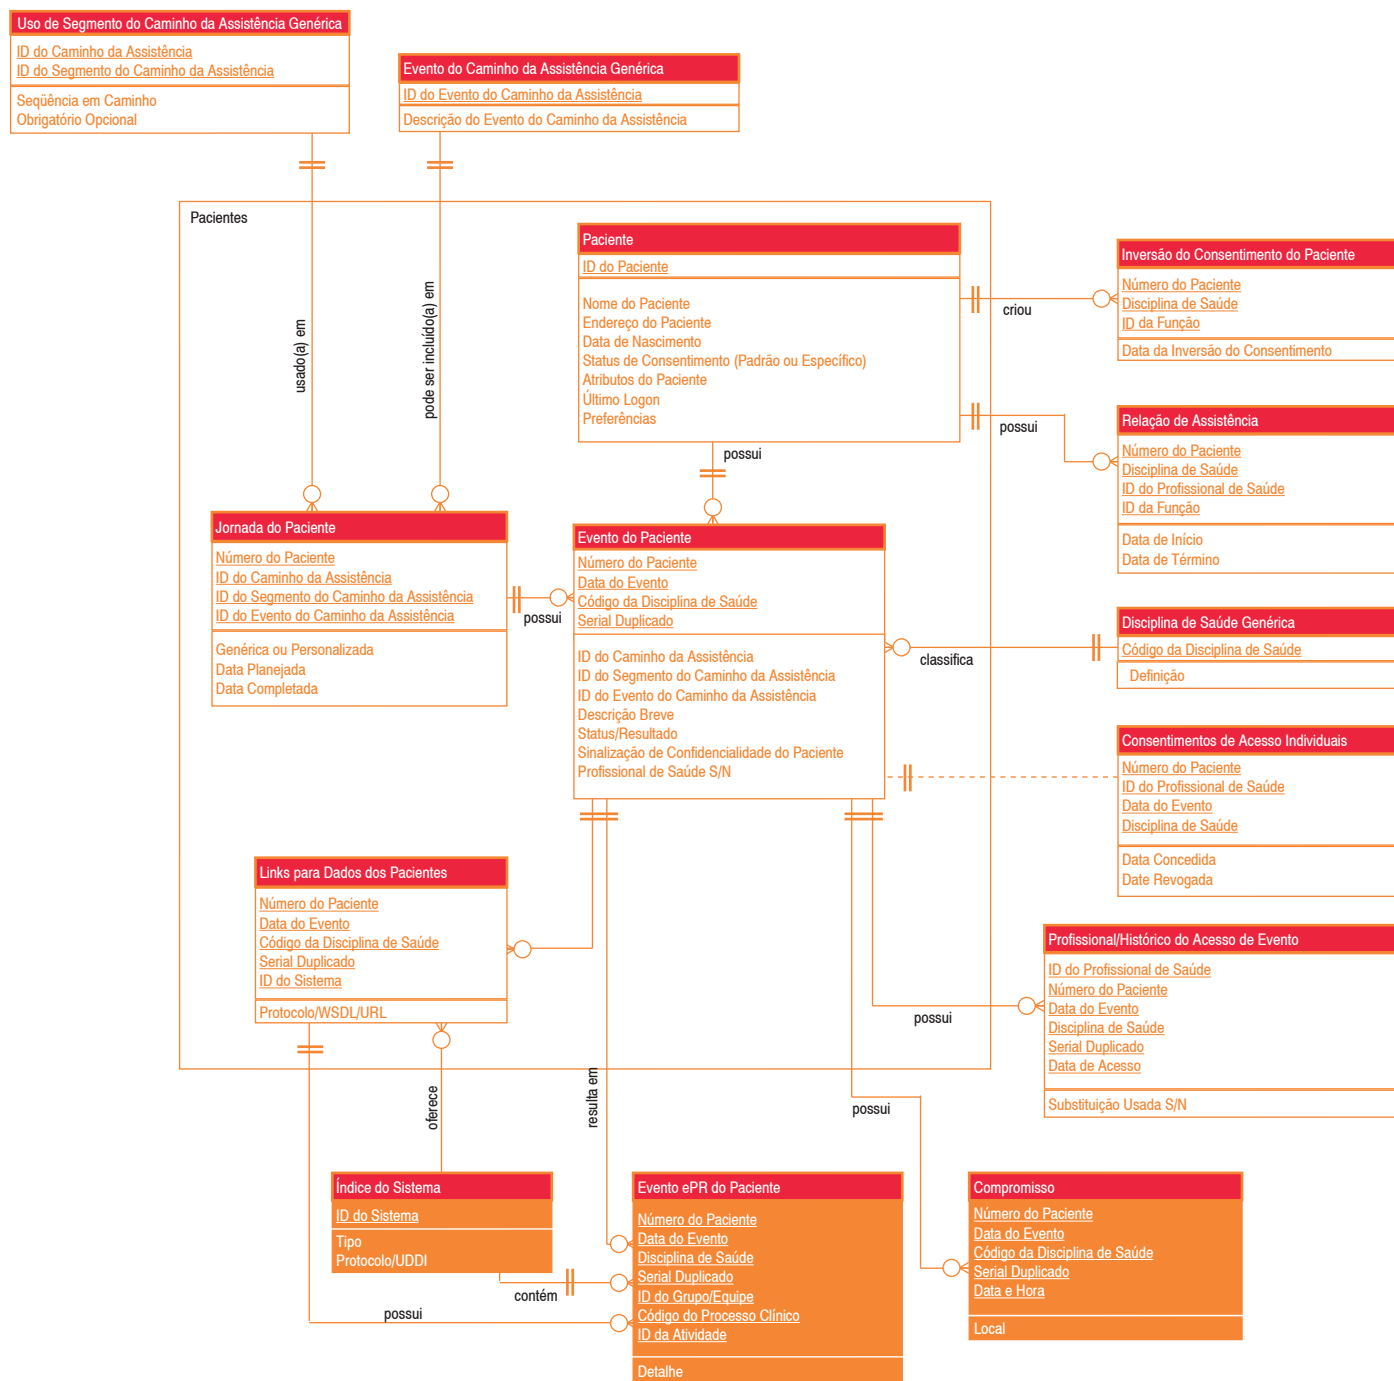 Uso de Segmento do Caminho da Assistência Genérica
ID do Caminho da Assistência
ID do Segmento do Caminho da Assistência
Seqüência em Caminho
Obrigatório Opcional
Evento do Caminho da Assistência Genérica
ID do Evento do Caminho da Assistência
Descrição do Evento do Caminho da Assistência
usado(a) em
pode ser incluído(a) em
Pacientes
Paciente
ID do Paciente
Nome do Paciente
Endereço do Paciente
Data de Nascimento
Status de Consentimento (Padrão ou Específico)
Atributos do Paciente
Último Logon
Preferências
criou
possui
possui
Inversão do Consentimento do Paciente
Número do Paciente
Disciplina de Saúde
ID da Função
Data da Inversão do Consentimento
Relação de Assistência
Número do Paciente
Disciplina de Saúde
ID do Profissional de Saúde
ID da Função
Data de Início
Data de Término
Jornada do Paciente
Número do Paciente
ID do Caminho da Assistência
ID do Segmento do Caminho da Assistência
ID do Evento do Caminho da Assistência
Genérica ou Personalizada
Data Planejada
Data Completada
possui
Evento do Paciente
Número do Paciente
Data do Evento
Código da Disciplina de Saúde
Serial Duplicado
ID do Caminho da Assistência
ID do Segmento do Caminho da Assistência
ID do Evento do Caminho da Assistência
Descrição Breve
Status/Resultado
Sinalização de Confidencialidade do Paciente
Profissional de Saúde S/N
classifica
Disciplina de Saúde Genérica
Código da Disciplina de Saúde
Definição
Consentimentos de Acesso Individuais
Número do Paciente
ID do Profissional de Saúde
Data do Evento
Disciplina de Saúde
Data Concedida
Date Revogada
Links para Dados dos Pacientes
Número do Paciente
Data do Evento
Código da Disciplina de Saúde
Serial Duplicado
ID do Sistema
Protocolo/WSDL/URL
Profissional/Histórico do Acesso de Evento
ID do Profissional de Saúde
Número do Paciente
Data do Evento
Disciplina de Saúde
Serial Duplicado
Data de Acesso
Substituição Usada S/N
possui
possui
oferece
resulta em
Índice do Sistema
ID do Sistema
Tipo
Protocolo/UDDI
contém
possui
Evento ePR do Paciente
Número do Paciente
Data do Evento
Disciplina de Saúde
Serial Duplicado
ID do Grupo/Equipe
Código do Processo Clínico
ID da Atividade
Detalhe
Compromisso
Número do Paciente
Data do Evento
Código da Disciplina de Saúde
Serial Duplicado
Data e Hora
Local